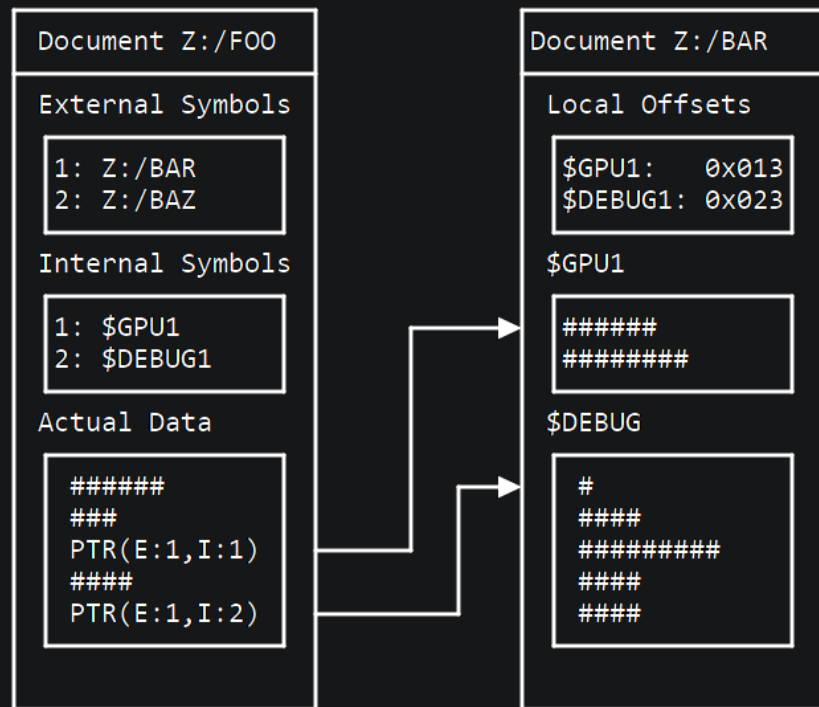 Document Z:/FOO
External Symbols
1: Z:/BAR
2: Z:/BAZ
Internal Symbols
1: $GPU1
2: $DEBUG1
Actual Data
######
###
PTR(E:1,I:1)
####
PTR(E:1,I:2)
Document Z:/BAR
Local Offsets
$GPU1:   0x013
$DEBUG1: 0x023
$GPU1
######
########
$DEBUG
#
####
#########
####
####